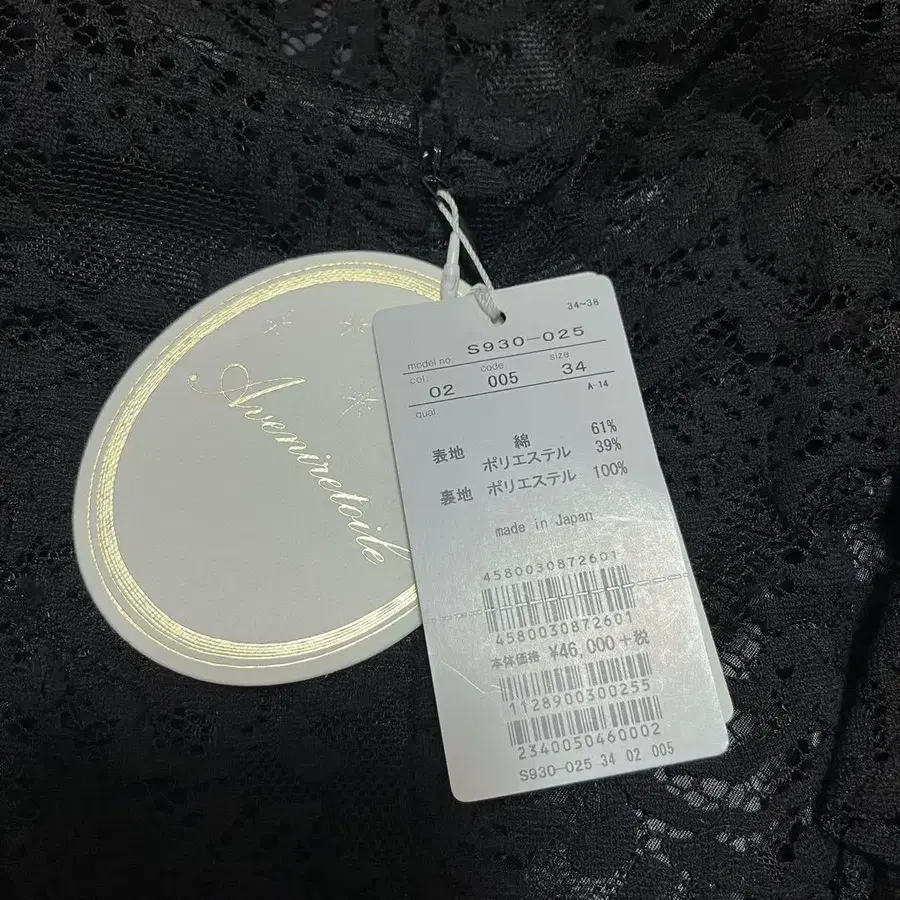 Aveniretoile
34~38
model no. S930-025
col. 02 code 005 size 34
qual. A-14
表地 綿 61%
ポリエステル 39%
裏地 ポリエステル 100%
made in Japan
4580030872601
4580030872601
本体価格 ¥46,000+税
1128900300255
2340050460002
S930-025 34 02 005